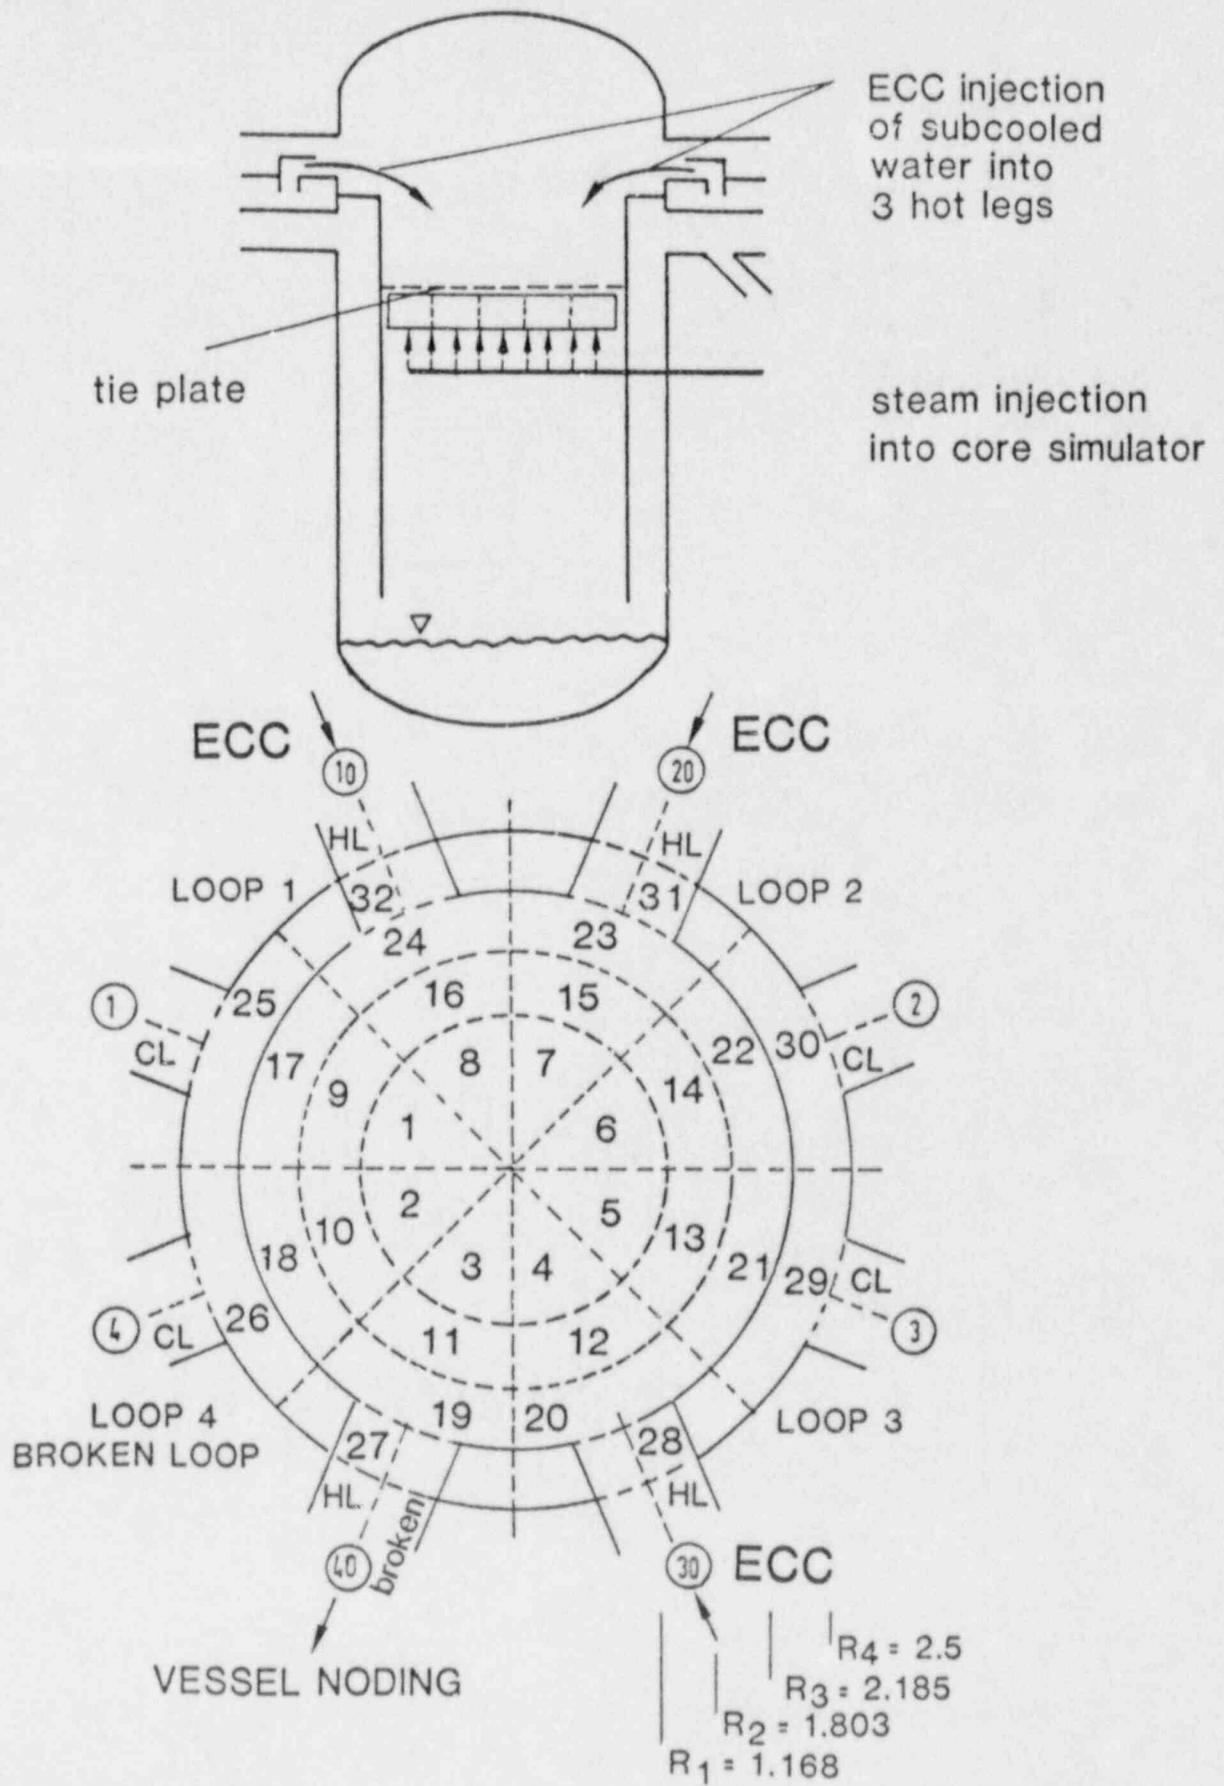 ECC injection
of subcooled
water into
3 hot legs
tie plate
steam injection
into core simulator
ECC
ECC
10
20
HL
HL
LOOP 1
32
31
LOOP 2
24
23
25
16
15
1
2
30
CL
CL
17
22
9
8
7
14
1
6
2
5
10
13
18
3
4
21
29
CL
4
CL
26
3
11
12
LOOP 4
BROKEN LOOP
19
20
LOOP 3
27
28
HL
HL
broken
40
30
ECC
VESSEL NODING
R4 = 2.5
R3 = 2.185
R2 = 1.803
R1 = 1.168